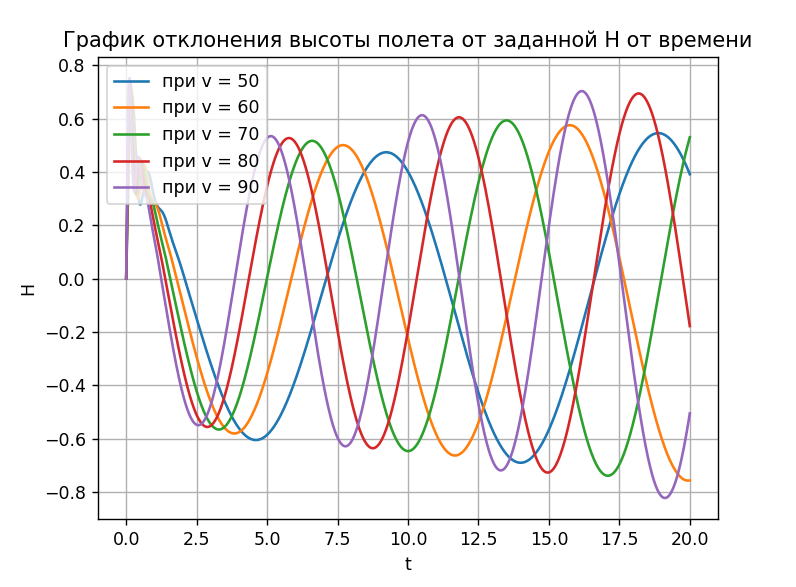 График отклонения высоты полета от заданной H от времени
0.8
0.6
0.4
0.2
0.0
−0.2
−0.4
−0.6
−0.8
H
при v = 50
при v = 60
при v = 70
при v = 80
при v = 90
0.0 2.5 5.0 7.5 10.0 12.5 15.0 17.5 20.0
t